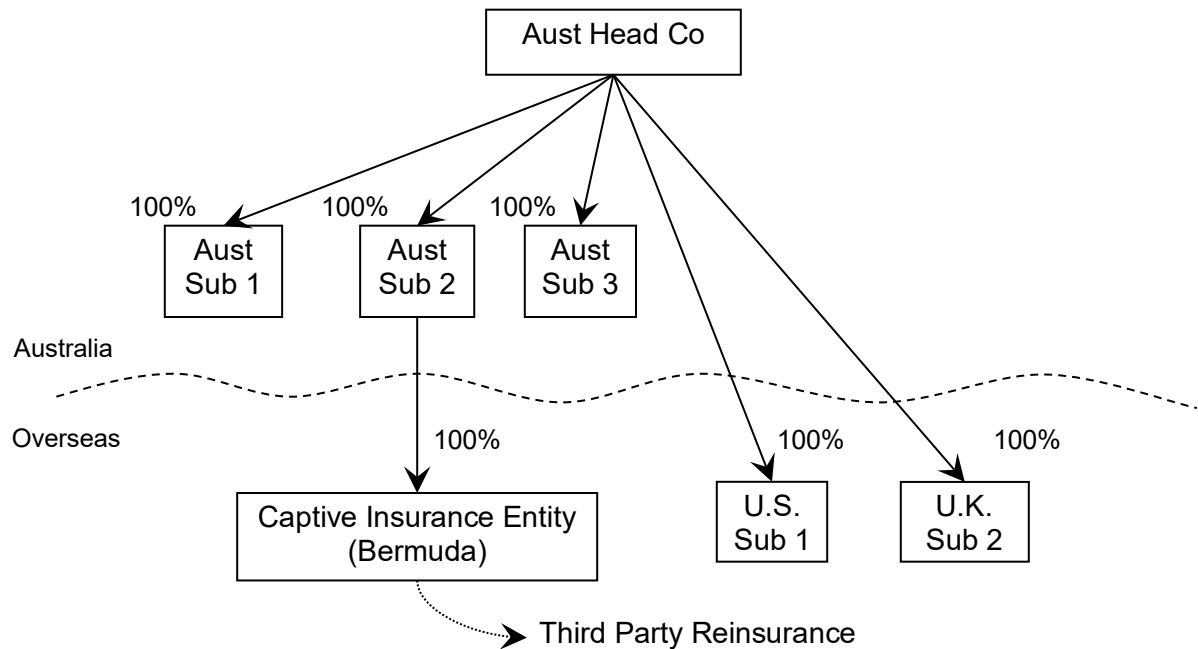 Aust Head Co
100%
100%
100%
Aust
Sub 1
Aust
Sub 2
Aust
Sub 3
Australia
Overseas
100%
100%
100%
Captive Insurance Entity
(Bermuda)
U.S.
Sub 1
U.K.
Sub 2
Third Party Reinsurance